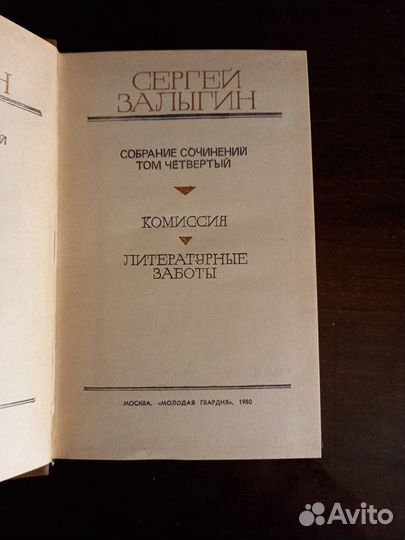 Н
Й
СЕРГЕЙ
ЗАЛЫГИН
СОБРАНИЕ СОЧИНЕНИЙ
ТОМ ЧЕТВЕРТЫЙ
КОМИССИЯ
ЛИТЕРАТУРНЫЕ
ЗАБОТЫ
МОСКВА, «МОЛОДАЯ ГВАРДИЯ», 1980
Avito